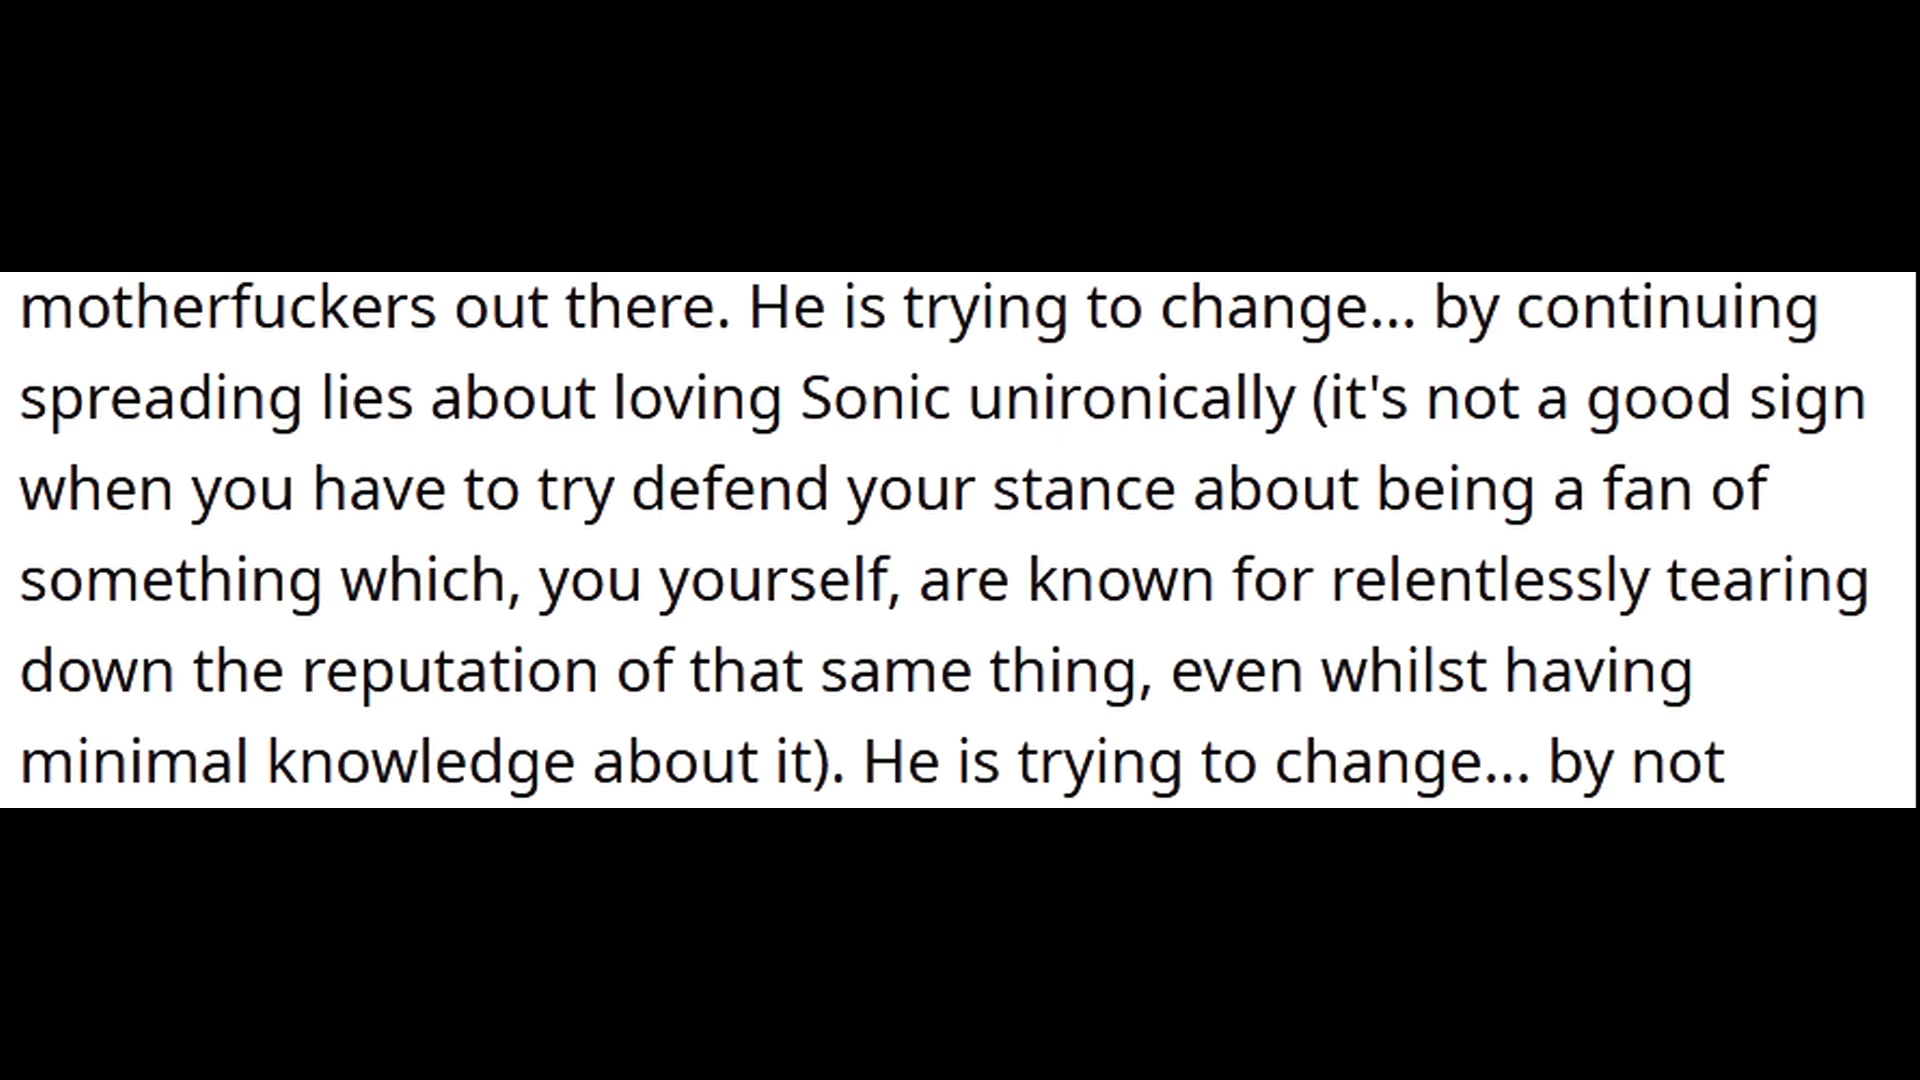 motherfuckers out there. He is trying to change... by continuing
spreading lies about loving Sonic unironically (it's not a good sign
when you have to try defend your stance about being a fan of
something which, you yourself, are known for relentlessly tearing
down the reputation of that same thing, even whilst having
minimal knowledge about it). He is trying to change... by not